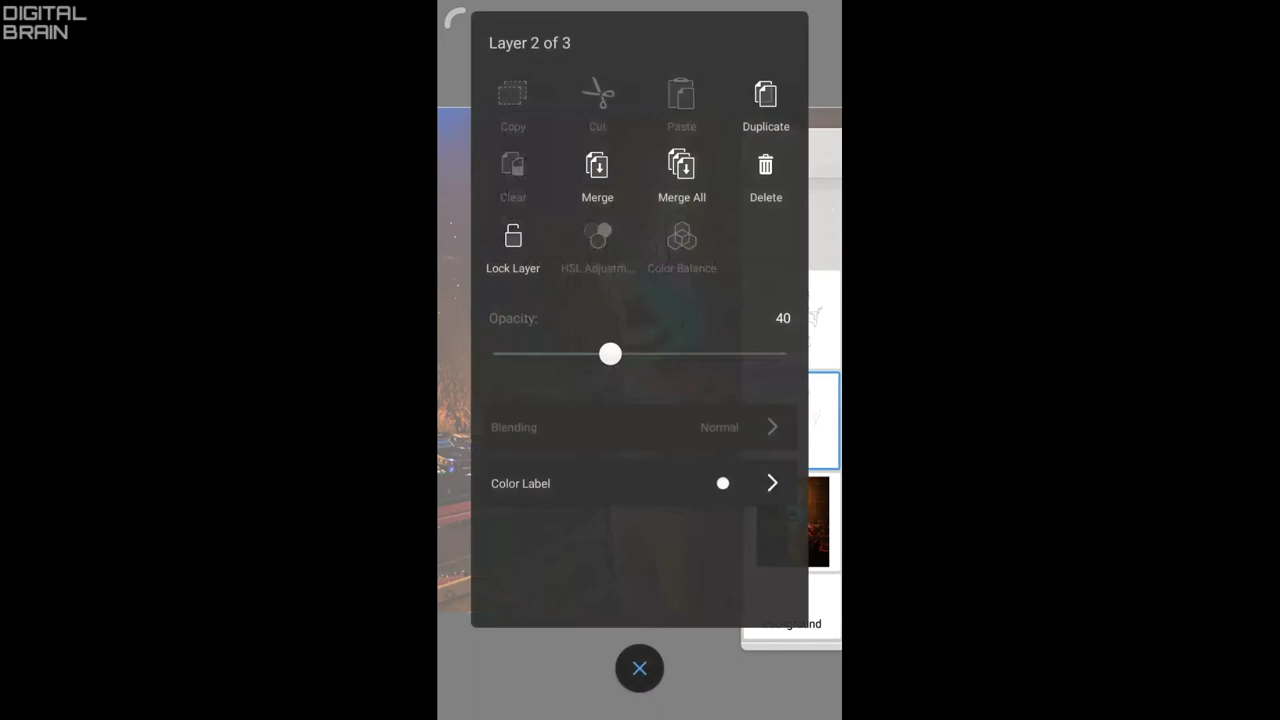 DIGITAL
BRAIN
Layer 2 of 3
Copy
Cut
Paste
Duplicate
Clear
Merge
Merge All
Delete
Lock Layer
HSL Adjustm...
Color Balance
Opacity:
40
Blending
Normal
Color Label